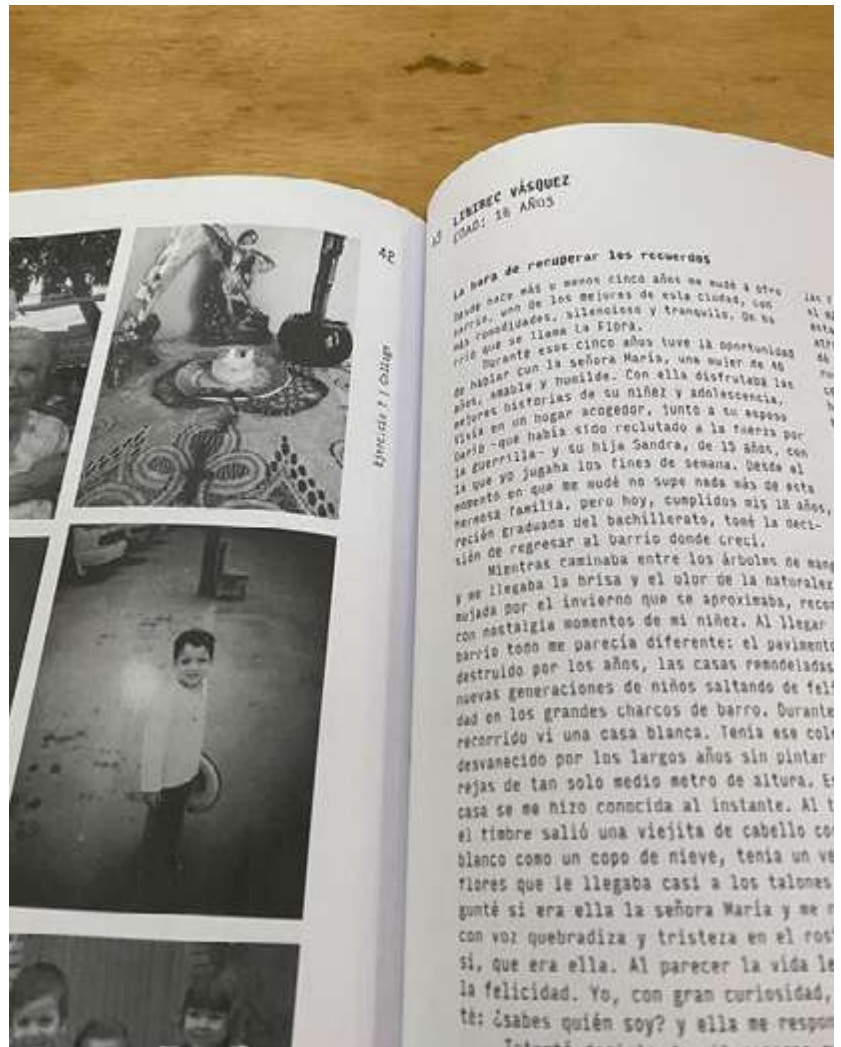 42
Ejercicio 7 | Collage
VÁSQUEZ
EDAD: 18 AÑOS
La hora de recuperar los recuerdos
Desde hace más o menos cinco años me mudé a otro
barrio, uno de los mejores de esta ciudad, con
más comodidades, silencioso y tranquilo. Un ba
rrio que se llama La Flora.
Durante esos cinco años tuve la oportunidad
de hablar con la señora María, una mujer de
años, amable y humilde. Con ella disfrutaba las
mejores historias de su niñez y adolescencia.
Vivía en un hogar acogedor, junto a su esposo
Darío -que había sido reclutado a la fuerza por
la guerrilla- y su hija Sandra, de 15 años, con
la que yo jugaba los fines de semana. Desde el
momento en que me mudé no supe nada más de esta
hermosa familia, pero hoy, cumplidos mis 18 años,
recién graduada del bachillerato, tomé la deci-
sión de regresar al barrio donde crecí.
Mientras caminaba entre los árboles de
y me llegaba la brisa y el olor de la
mojada por el invierno que se aproximaba,
con nostalgia momentos de mi niñez. Al llegar
barrio todo me parecía diferente: el pavimento
destruido por los años, las casas remodeladas
nuevas generaciones de niños saltando de
dad en los grandes charcos de barro. Durante
recorrido vi una casa blanca. Tenía ese
desvanecido por los largos años sin pintar
rejas de tan solo medio metro de altura.
casa se me hizo conocida al instante. Al
el timbre salió una viejita de cabello
blanco como un copo de nieve, tenía un
flores que le llegaba casi a los talones
gunté si era ella la señora María y me
con voz quebradiza y tristeza en el
si, que era ella. Al parecer la vida
la felicidad. Yo, con gran curiosidad,
té: ¿sabes quién soy? y ella me